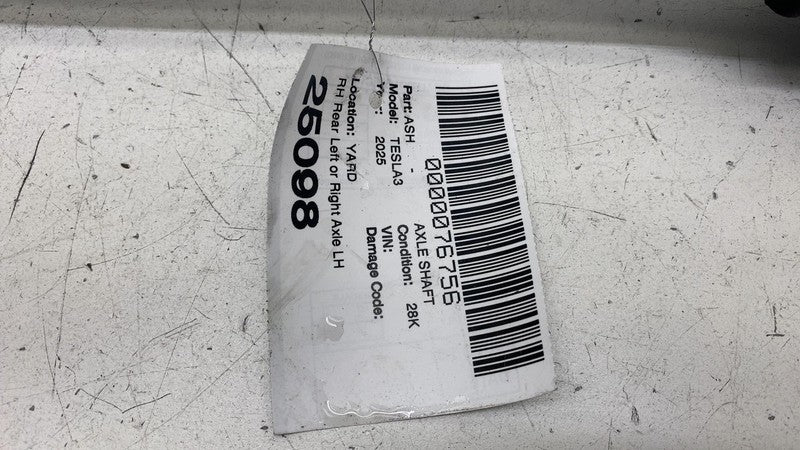 0000076756
Part: ASH - AXLE SHAFT
Model: TESLA3 Condition: 28K
Year: 2025 VIN:
Damage Code:
Location: YARD
RH Rear Left or Right Axle LH
25098